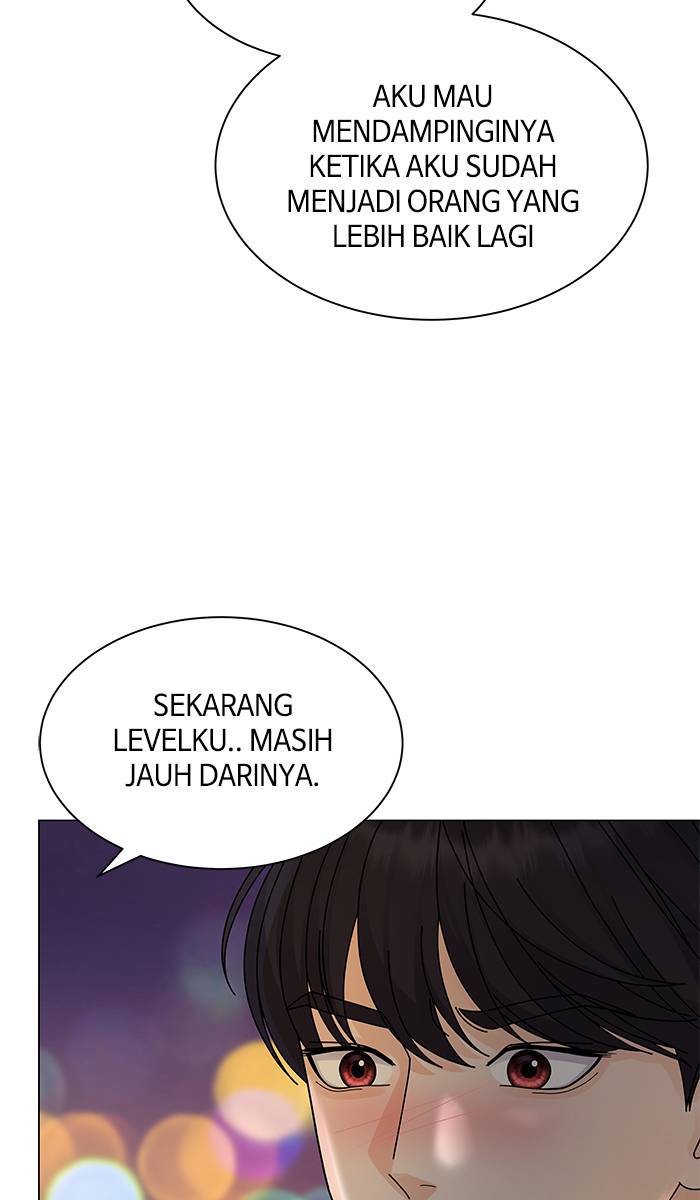 AKU MAU
MENDAMPINGINYA
KETIKA AKU SUDAH
MENJADI ORANG YANG
LEBIH BAIK LAGI
SEKARANG
LEVELKU.. MASIH
JAUH DARINYA.